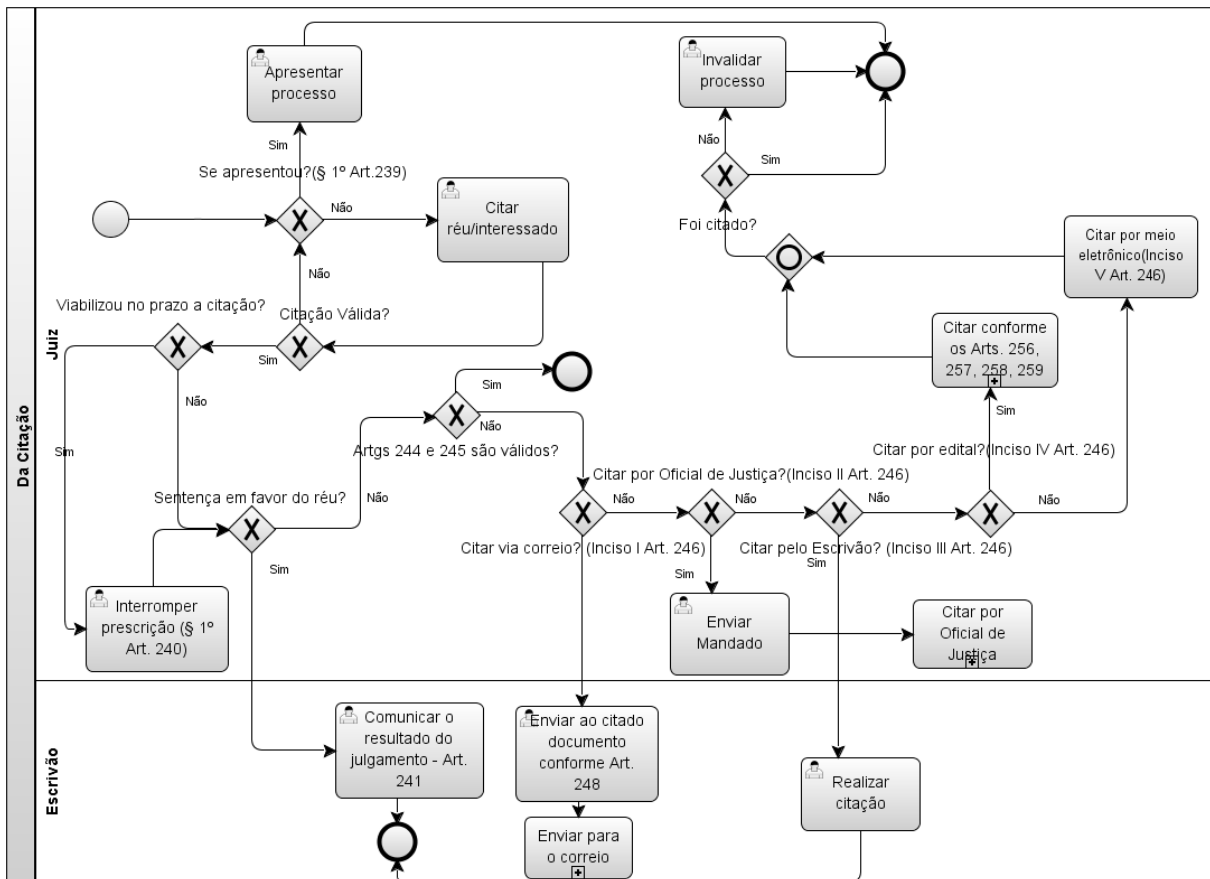 Da Citação
Juiz
Apresentar
processo
Invalidar
processo
Sim
Não
Sim
Se apresentou?(§ 1º Art.239)
Não
Citar
réu/interessado
Foi citado?
Citar por meio
eletrônico(Inciso
V Art. 246)
Não
Viabilizou no prazo a citação?
Citação Válida?
Sim
Citar conforme
os Arts. 256,
257, 258, 259
Sim
Não
Não
Sim
Artgs 244 e 245 são válidos?
Citar por edital?(Inciso IV Art. 246)
Sim
Citar por Oficial de Justiça?(Inciso II Art. 246)
Sentença em favor do réu?
Não
Não
Não
Não
Não
Citar via correio? (Inciso I Art. 246)
Citar pelo Escrivão? (Inciso III Art. 246)
Sim
Sim
Sim
Sim
Interromper
prescrição (§ 1º
Art. 240)
Enviar
Mandado
Citar por
Oficial de
Justiça
Escrivão
Comunicar o
resultado do
julgamento - Art.
241
Enviar ao citado
documento
conforme Art.
248
Realizar
citação
Enviar para
o correio